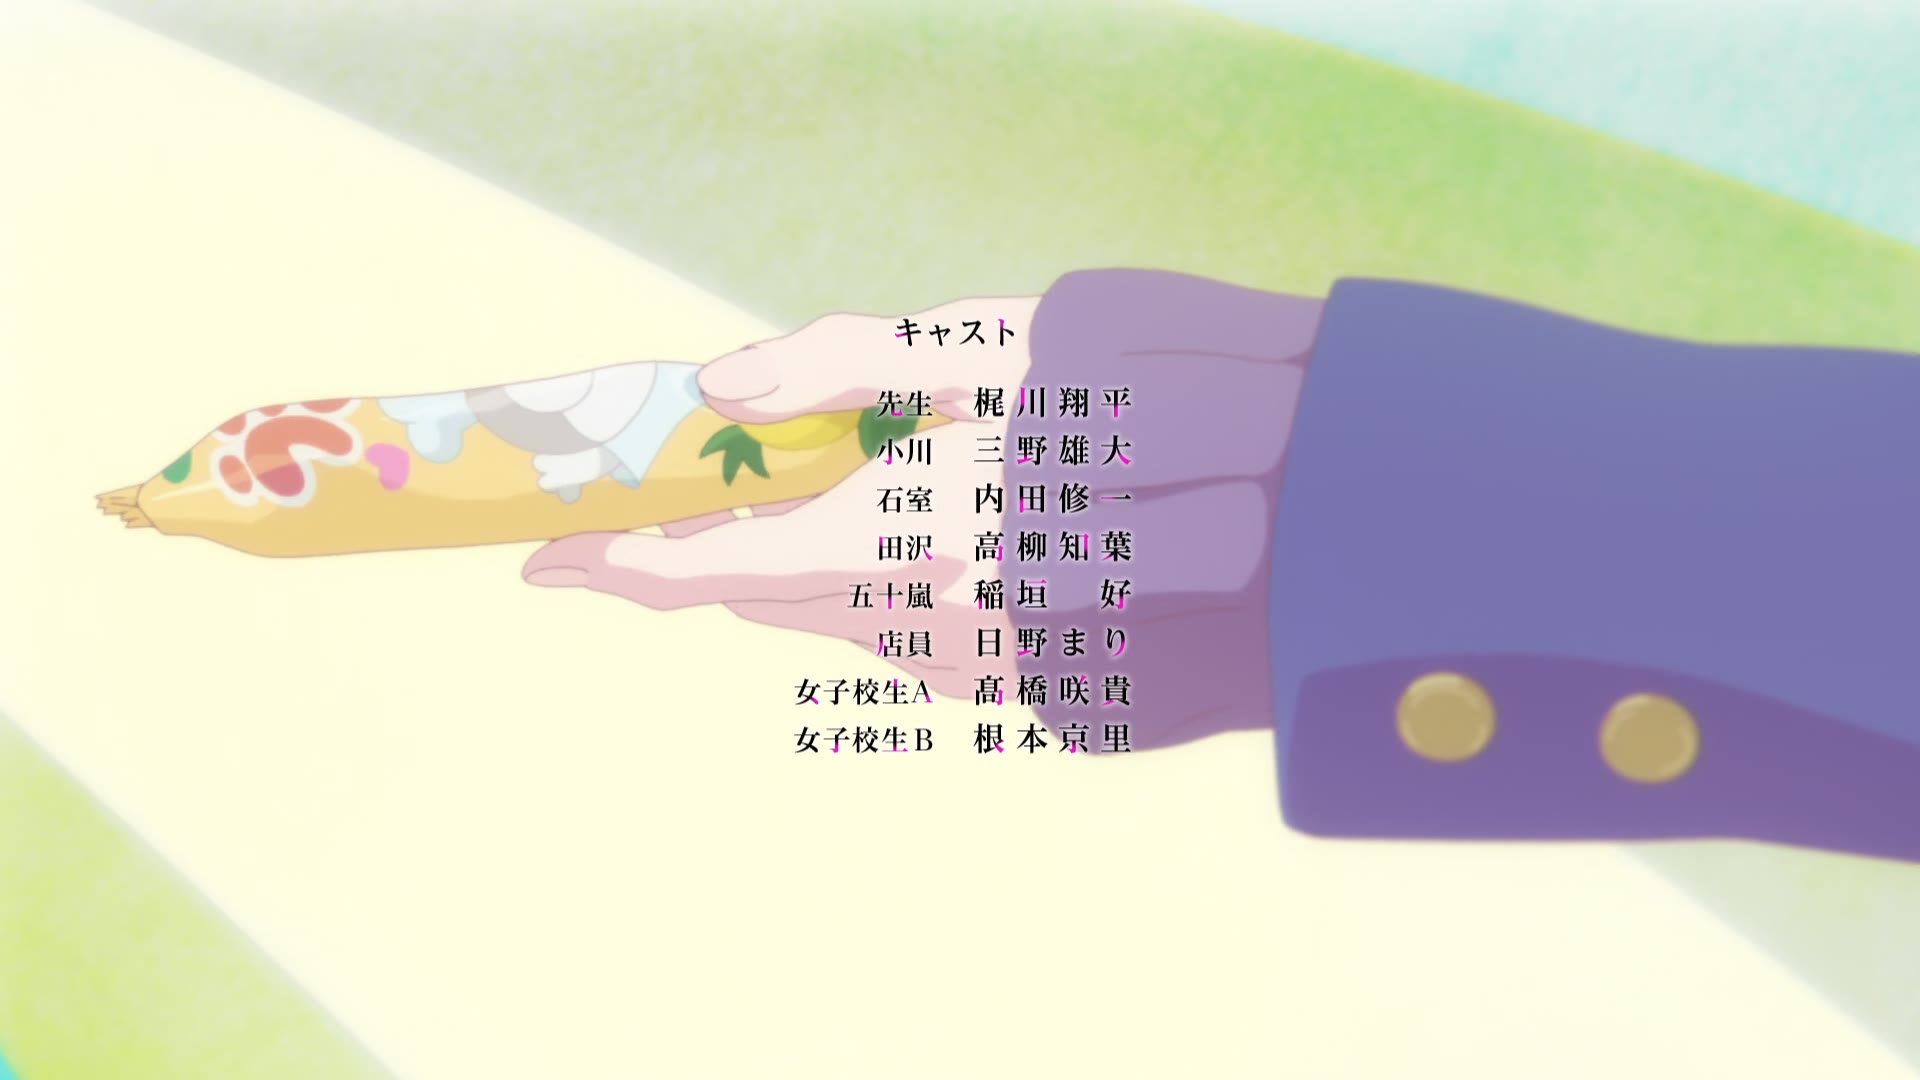 キャスト
先生 梶川翔平
小川 三野雄大
石室 内田修一
田沢 高柳知葉
五十嵐 稲垣 好
店員 日野まり
女子校生A 髙橋咲貴
女子校生B 根本京里